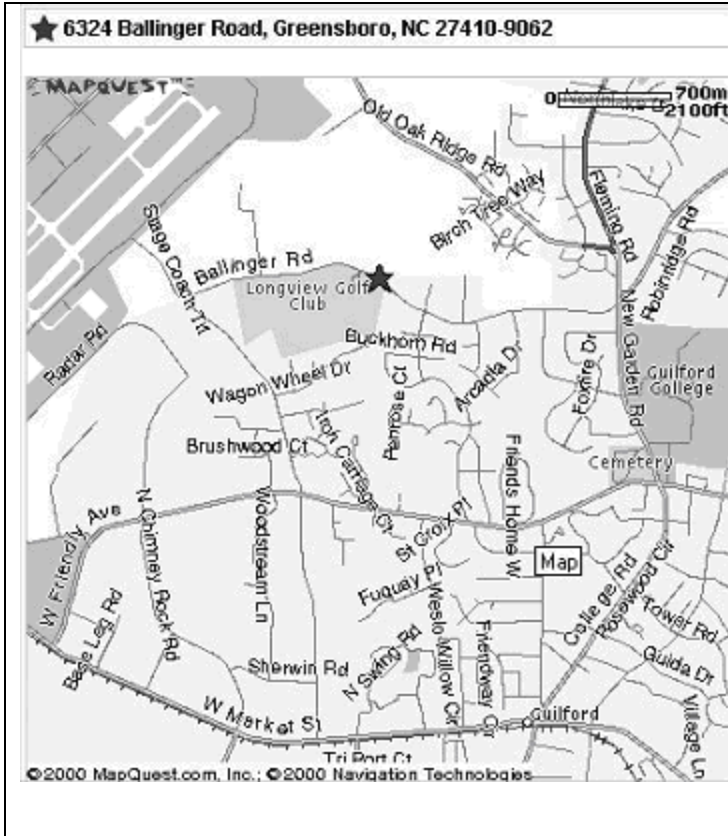 6324 Ballinger Road, Greensboro, NC 27410-9062
MAPQUEST
0 700m
2100ft
Old Oak Ridge Rd
Birch Tree Way
Fleming Rd
Robinridge Rd
Stage Coach Trl
Ballinger Rd
Longview Golf
Club
New Garden Rd
Radar Rd
Buckhorn Rd
Arcadia Dr
Foxfire Dr
Guilford
College
Wagon Wheel Dr
Penrose Ct
Iron Carriage Ct
Brushwood Ct
Cemetery
Friends Home W
W Friendly Ave
N Chimney Rock Rd
Woodstream Ln
St Croix Pl
Map
Fuquay Pl
College Rd
Rosewood Cir
Tower Rd
Base Leg Rd
Weslo Willow Cir
Friendway Cir
N Swing Rd
Sherwin Rd
Guida Dr
W Market St
Guilford
Village Ln
Tri Port Ct
©2000 MapQuest.com, Inc.; ©2000 Navigation Technologies